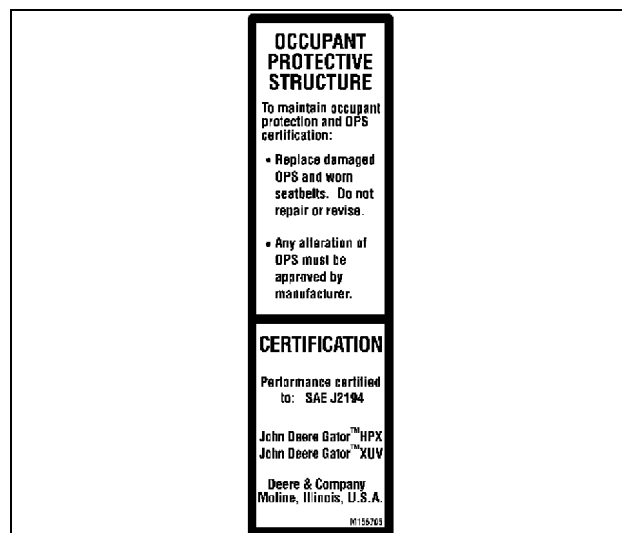 OCCUPANT
PROTECTIVE
STRUCTURE
To maintain occupant
protection and OPS
certification:
• Replace damaged
OPS and worn
seatbelts. Do not
repair or revise.
• Any alteration of
OPS must be
approved by
manufacturer.
CERTIFICATION
Performance certified
to: SAE J2194
John Deere Gator™HPX
John Deere Gator™XUV
Deere & Company
Moline, Illinois, U.S.A.